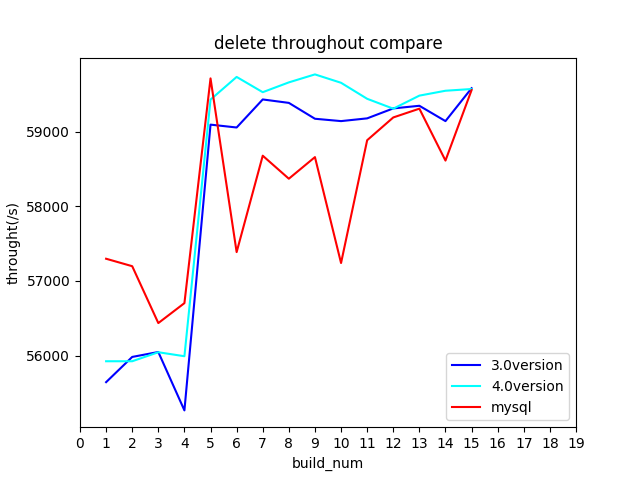 delete throughout compare
throught(/s)
59000
58000
57000
56000
3.0version
4.0version
mysql
0 1 2 3 4 5 6 7 8 9 10 11 12 13 14 15 16 17 18 19
build_num